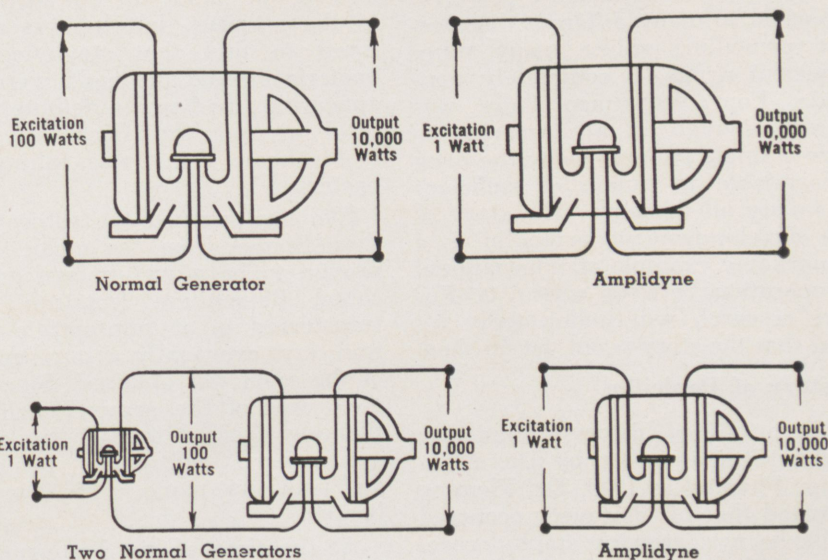 Excitation
100 Watts
Output
10,000
Watts
Normal Generator
Excitation
1 Watt
Output
10,000
Watts
Amplidyne
Excitation
1 Watt
Output
100
Watts
Output
10,000
Watts
Two Normal Generators
Excitation
1 Watt
Output
10,000
Watts
Amplidyne